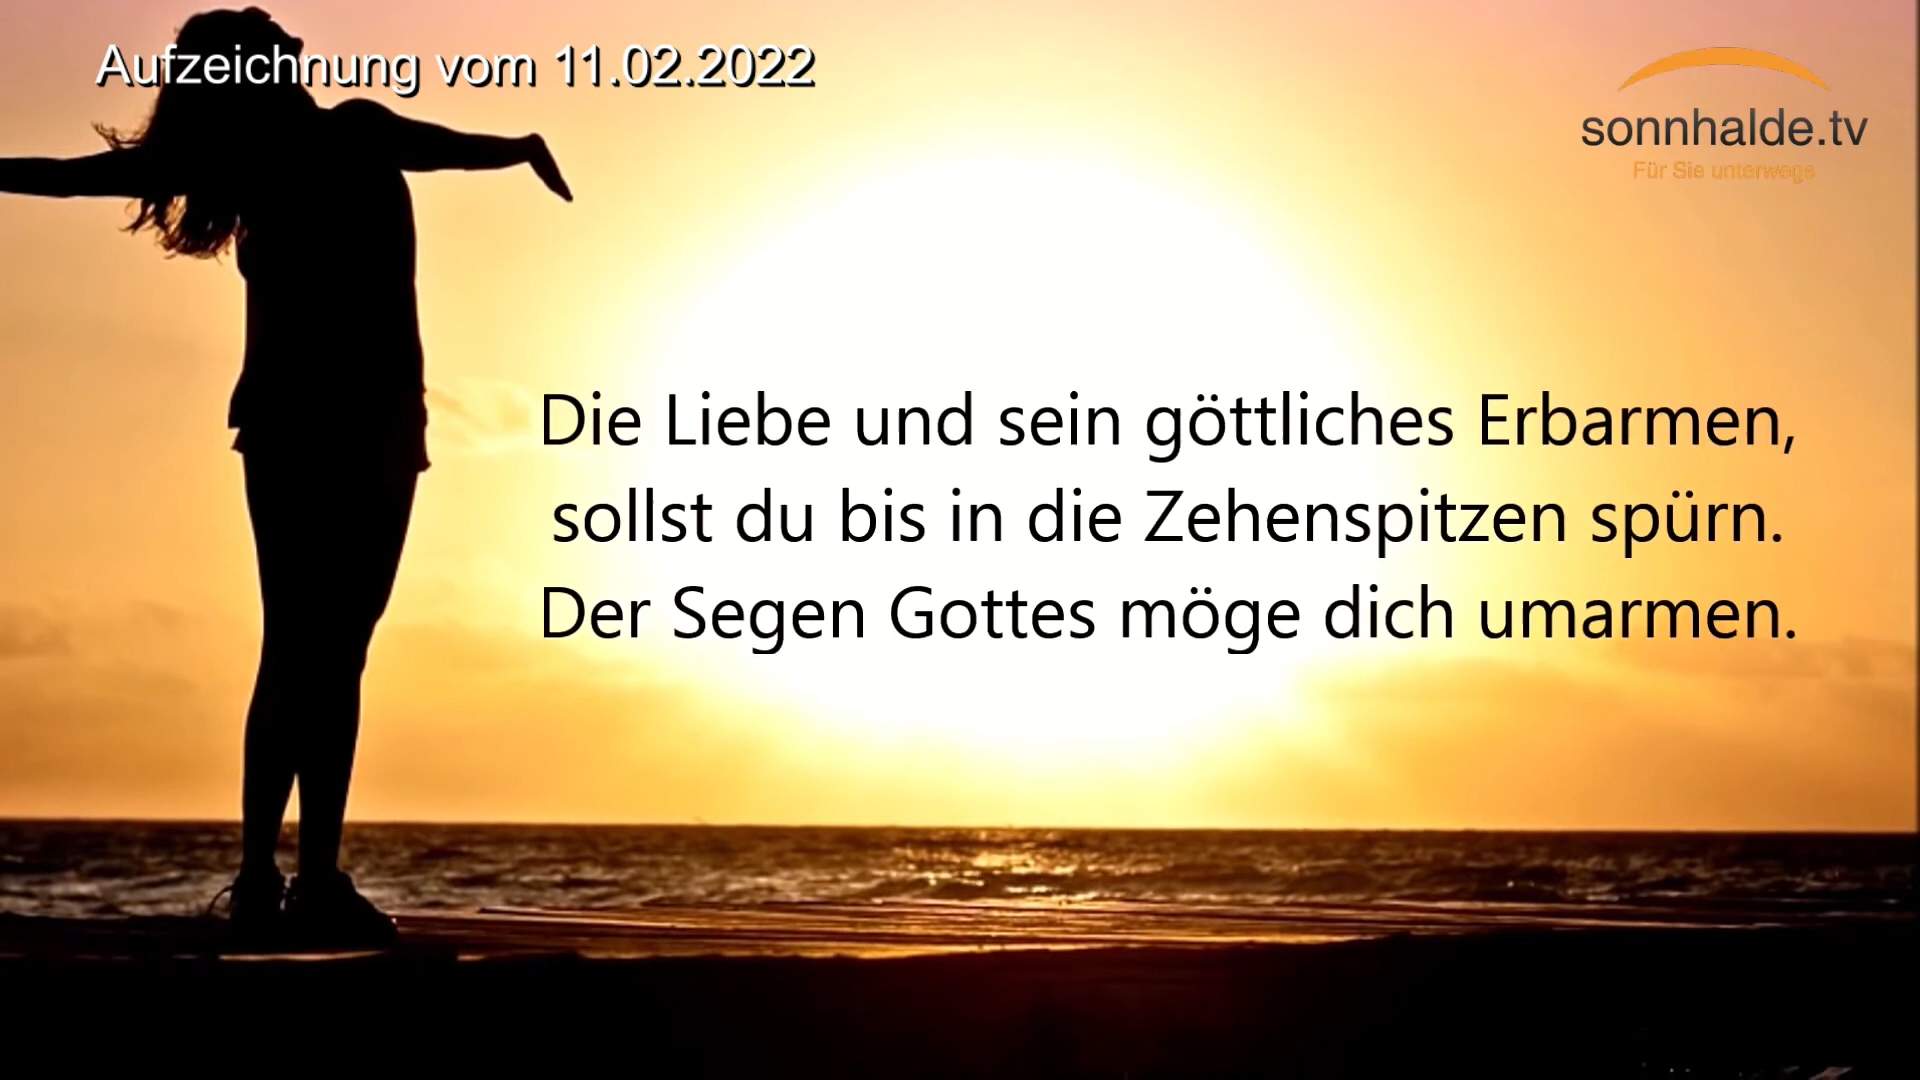 Aufzeichnung vom 11.02.2022
sonnhalde.tv
Für Sie unterwegs
Die Liebe und sein göttliches Erbarmen,
sollst du bis in die Zehenspitzen spürn.
Der Segen Gottes möge dich umarmen.